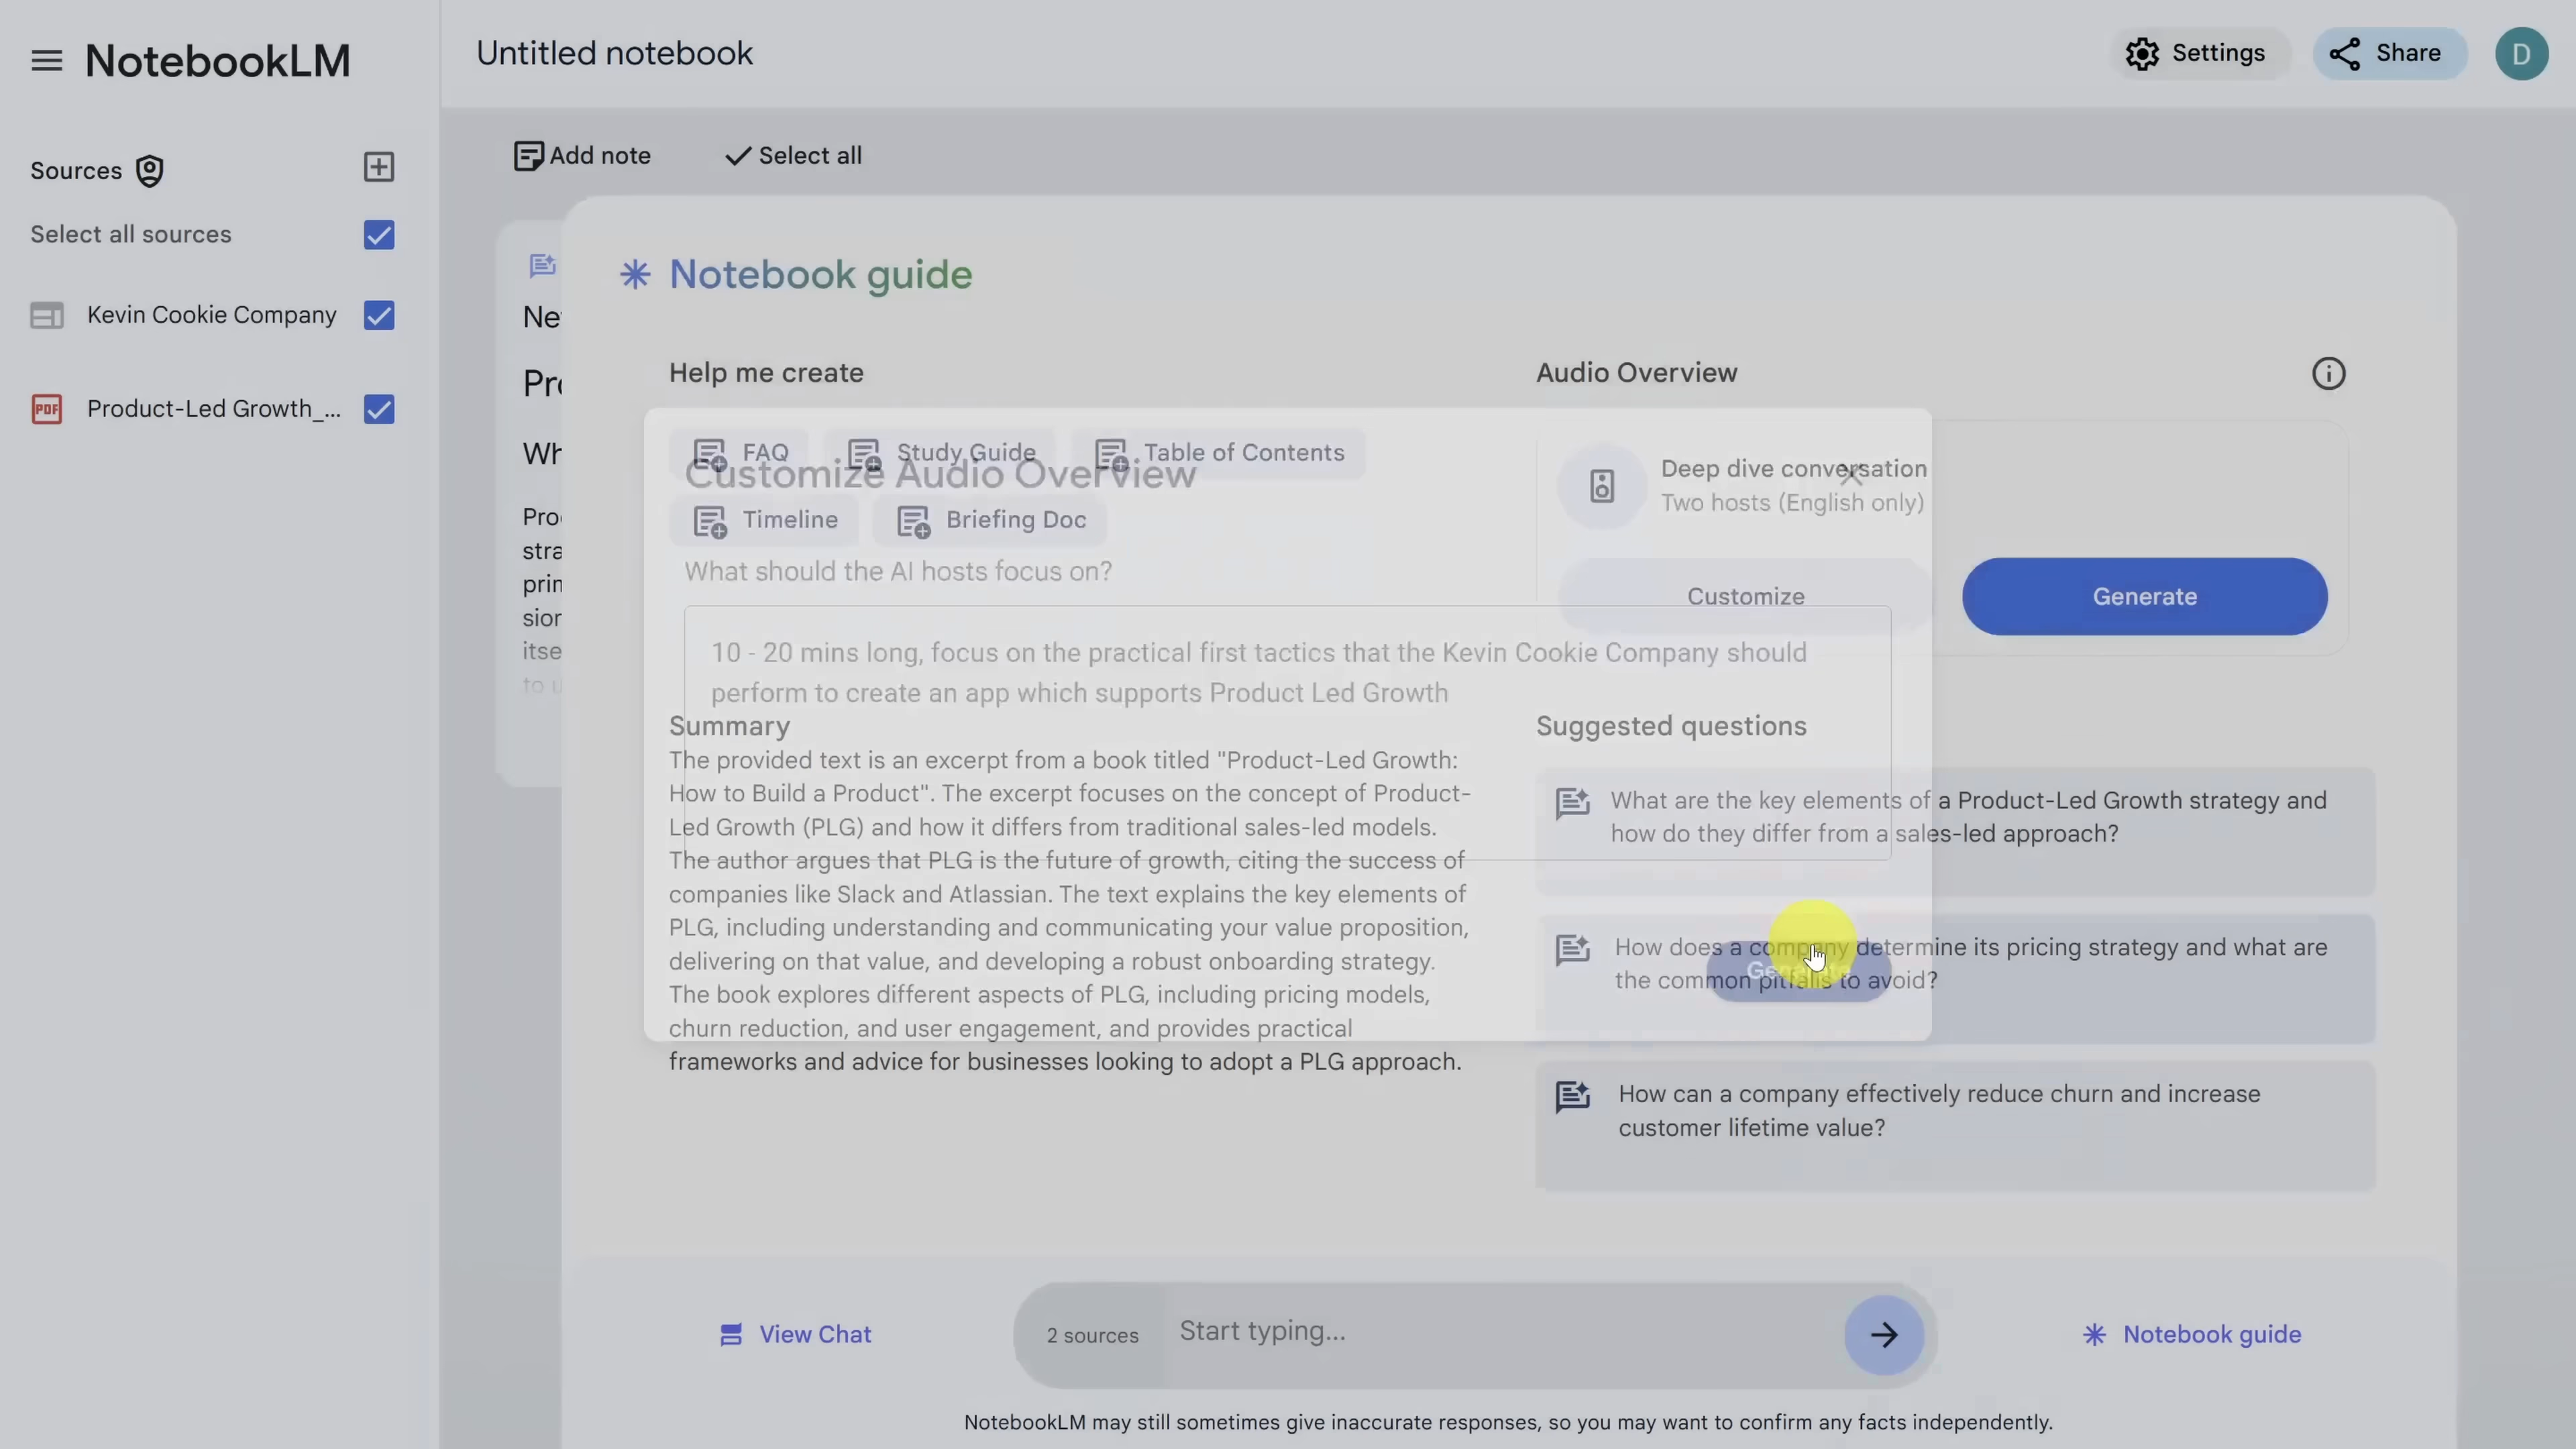 NotebookLM
Untitled notebook
Settings
Share
D
Sources
Select all sources
Kevin Cookie Company
PDF
Product-Led Growth_...
Add note
Select all
Ne
Pro
Wh
Pro
stra
prin
sion
itse
to u
Notebook guide
Help me create
FAQ
Study Guide
Table of Contents
Timeline
Briefing Doc
Audio Overview
Deep dive conversation
Two hosts (English only)
Customize
Generate
Customize Audio Overview
What should the AI hosts focus on?
10 - 20 mins long, focus on the practical first tactics that the Kevin Cookie Company should
perform to create an app which supports Product Led Growth
Generate
Summary
The provided text is an excerpt from a book titled "Product-Led Growth:
How to Build a Product". The excerpt focuses on the concept of Product-
Led Growth (PLG) and how it differs from traditional sales-led models.
The author argues that PLG is the future of growth, citing the success of
companies like Slack and Atlassian. The text explains the key elements of
PLG, including understanding and communicating your value proposition,
delivering on that value, and developing a robust onboarding strategy.
The book explores different aspects of PLG, including pricing models,
churn reduction, and user engagement, and provides practical
frameworks and advice for businesses looking to adopt a PLG approach.
Suggested questions
What are the key elements of a Product-Led Growth strategy and
how do they differ from a sales-led approach?
How does a company determine its pricing strategy and what are
the common pitfalls to avoid?
How can a company effectively reduce churn and increase
customer lifetime value?
View Chat
2 sources
Start typing...
Notebook guide
NotebookLM may still sometimes give inaccurate responses, so you may want to confirm any facts independently.